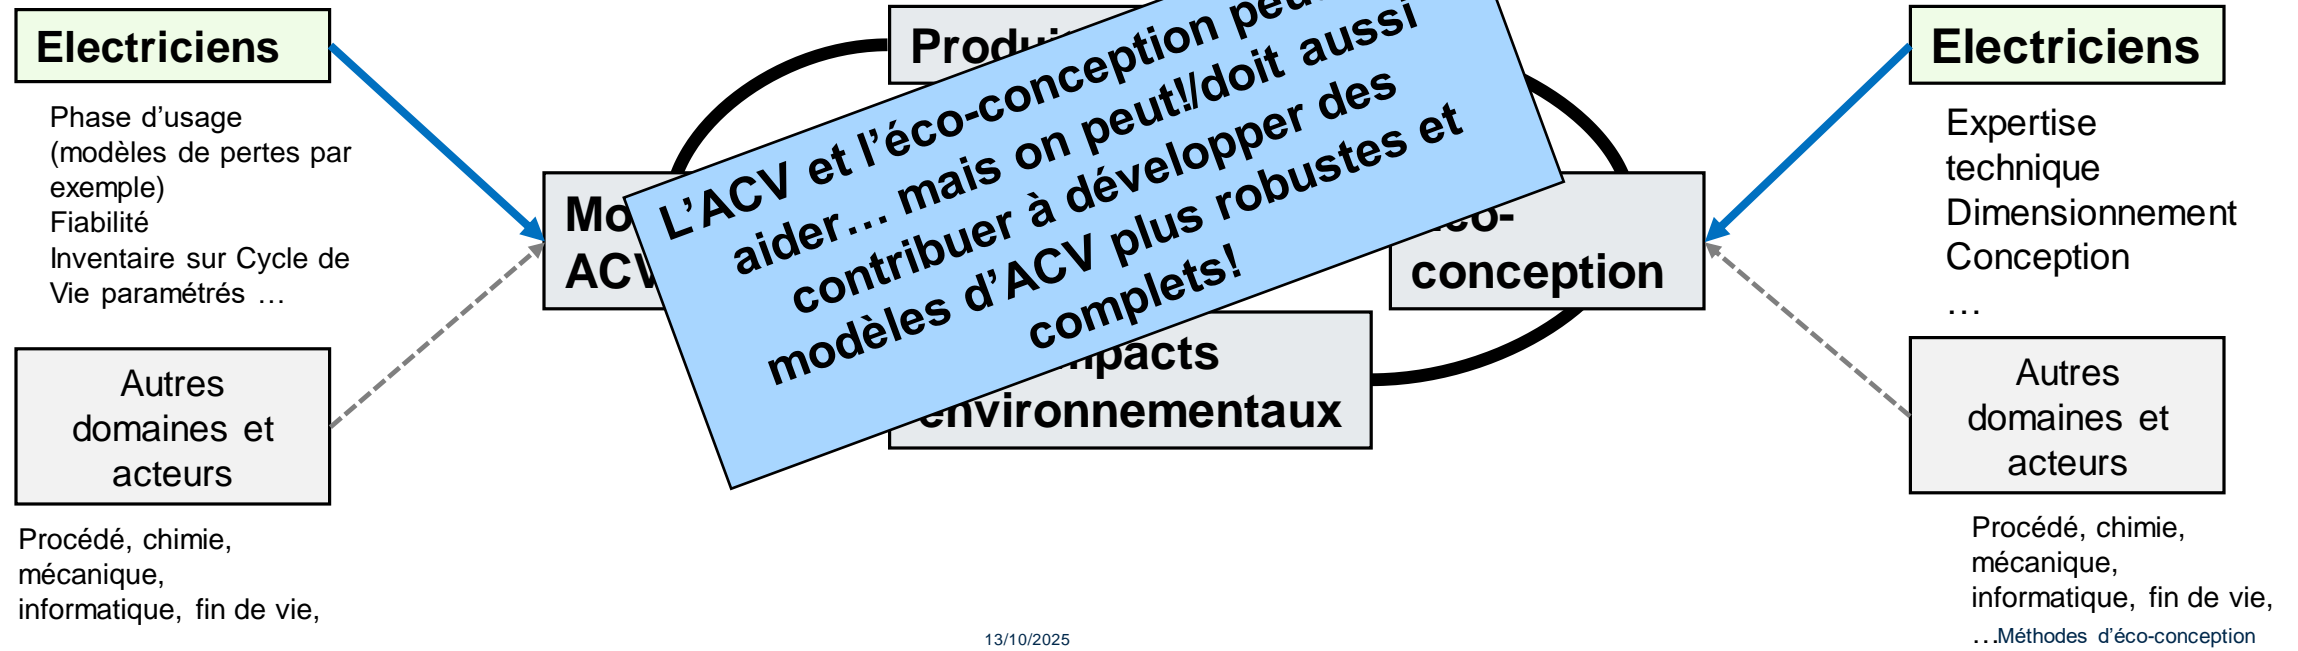 Electriciens
Phase d’usage
(modèles de pertes par
exemple)
Fiabilité
Inventaire sur Cycle de
Vie paramétrés …
Autres
domaines et
acteurs
Procédé, chimie,
mécanique,
informatique, fin de vie,
L’ACV et l’éco-conception
aider… mais on peut!/doit aussi
contribuer à développer des
modèles d’ACV plus robustes et
complets!
conception
environnementaux
Electriciens
Expertise
technique
Dimensionnement
Conception
…
Autres
domaines et
acteurs
Procédé, chimie,
mécanique,
informatique, fin de vie,
…
13/10/2025
Méthodes d’éco-conception